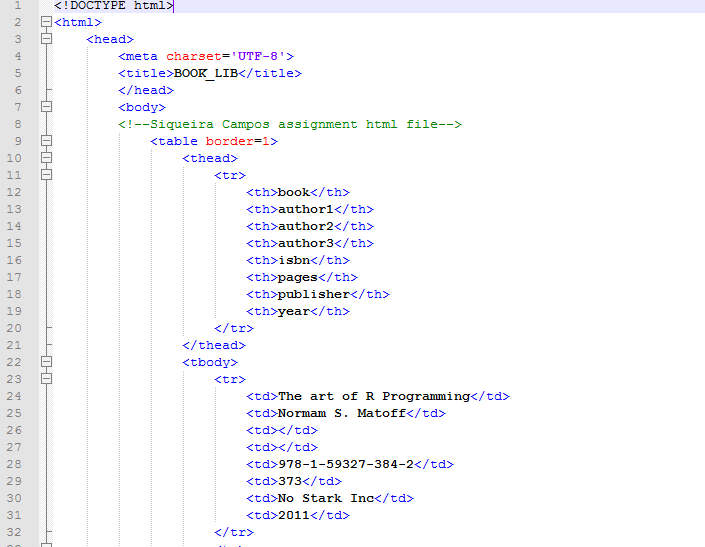 1 <!DOCTYPE html>
2 <html>
3 <head>
4 <meta charset='UTF-8'>
5 <title>BOOK_LIB</title>
6 </head>
7 <body>
8 <!--Siqueira Campos assignment html file-->
9 <table border=1>
10 <thead>
11 <tr>
12 <th>book</th>
13 <th>author1</th>
14 <th>author2</th>
15 <th>author3</th>
16 <th>isbn</th>
17 <th>pages</th>
18 <th>publisher</th>
19 <th>year</th>
20 </tr>
21 </thead>
22 <tbody>
23 <tr>
24 <td>The art of R Programming</td>
25 <td>Normam S. Matoff</td>
26 <td></td>
27 <td></td>
28 <td>978-1-59327-384-2</td>
29 <td>373</td>
30 <td>No Stark Inc</td>
31 <td>2011</td>
32 </tr>